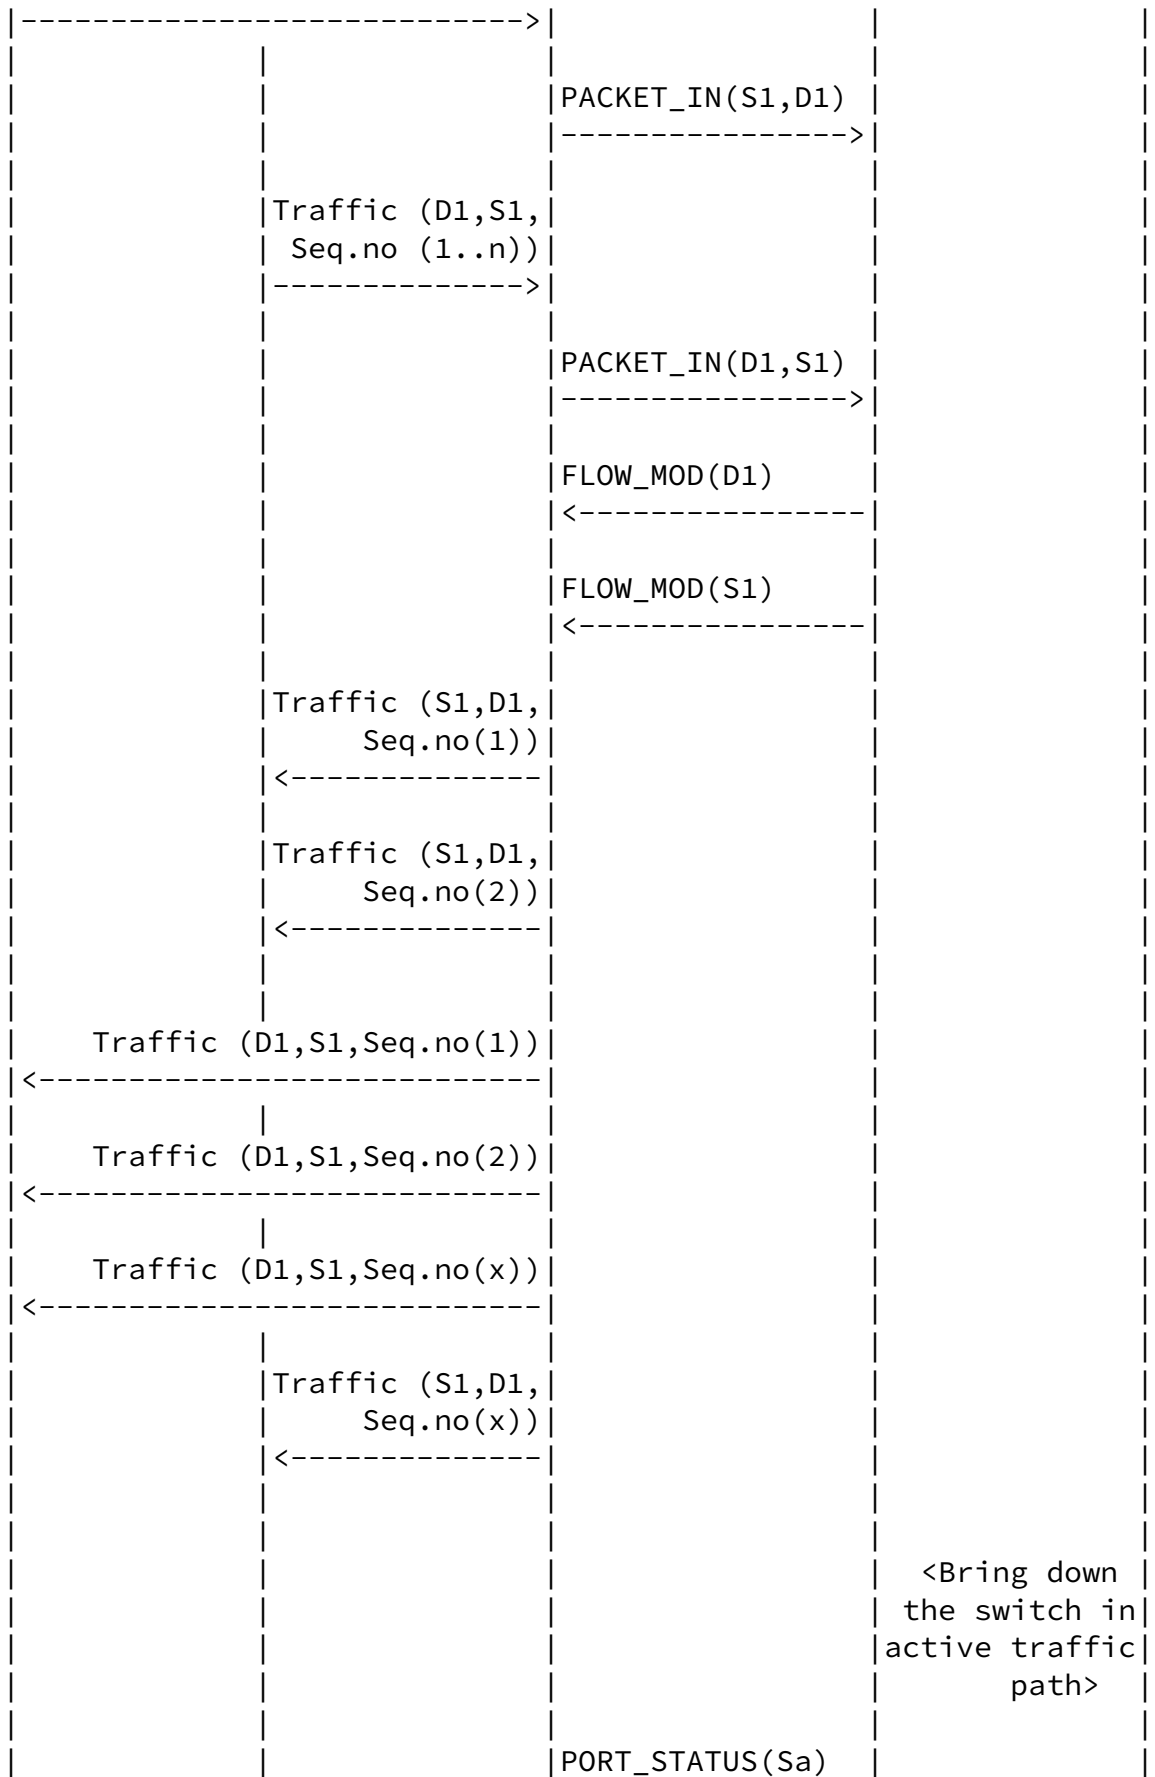 PACKET_IN(S1,D1)
Traffic (D1,S1,
Seq.no (1..n))
PACKET_IN(D1,S1)
FLOW_MOD(D1)
FLOW_MOD(S1)
Traffic (S1,D1,
Seq.no(1))
Traffic (S1,D1,
Seq.no(2))
Traffic (D1,S1,Seq.no(1))
Traffic (D1,S1,Seq.no(2))
Traffic (D1,S1,Seq.no(x))
Traffic (S1,D1,
Seq.no(x))
<Bring down
the switch in
active traffic
path>
PORT_STATUS(Sa)